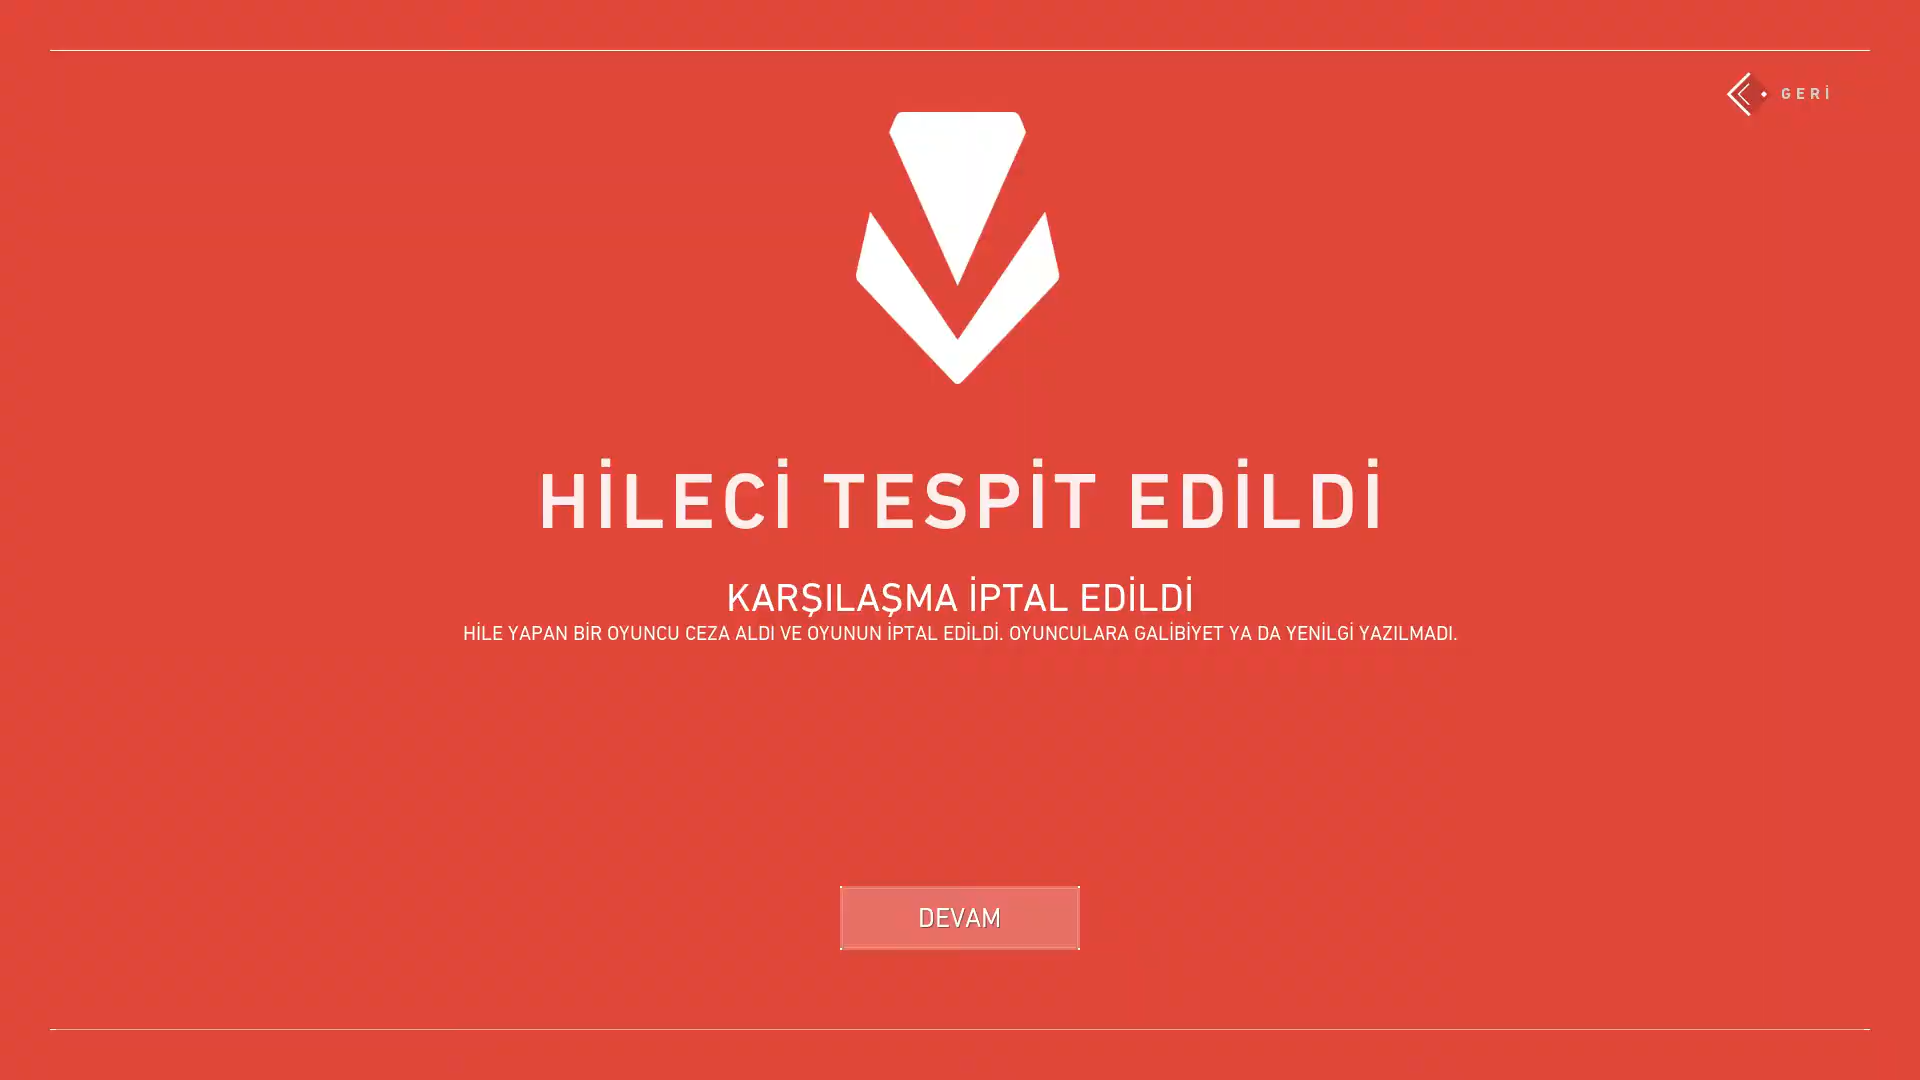 GERİ
HİLECİ TESPİT EDİLDİ
KARŞILAŞMA İPTAL EDİLDİ
HİLE YAPAN BİR OYUNCU CEZA ALDI VE OYUNUN İPTAL EDİLDİ. OYUNCULARA GALİBİYET YA DA YENİLGİ YAZILMADI.
DEVAM